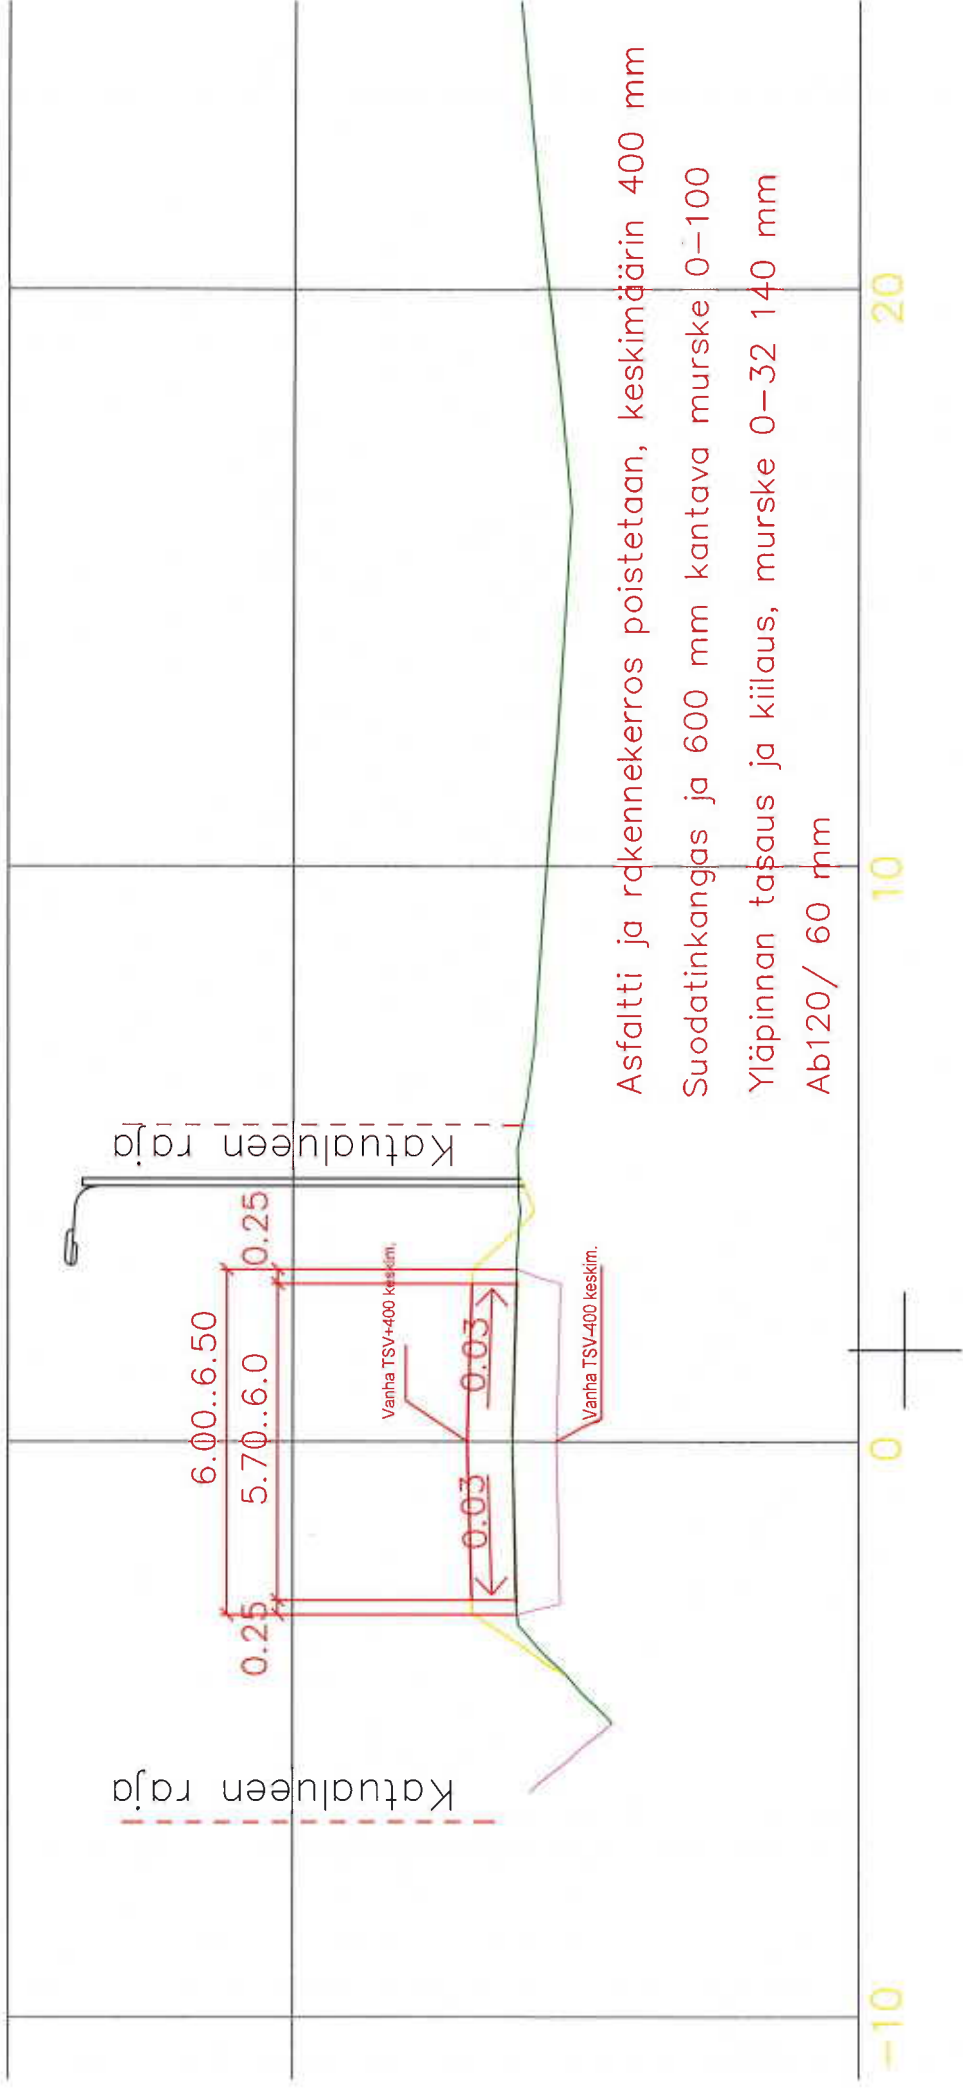 Katualueen raja
Katualueen raja
6.00..6.50
0.25
5.70..6.0
0.25
Vanha TSV+400 keskim.
0.03
0.03
Vanha TSV-400 keskim.
Asfaltti ja rakennekerros poistetaan, keskimäärin 400 mm
Suodatinkangas ja 600 mm kantava murske 0-100
Yläpinnan tasaus ja kiilaus, murske 0-32 140 mm
Ab120/ 60 mm
-10
0
10
20